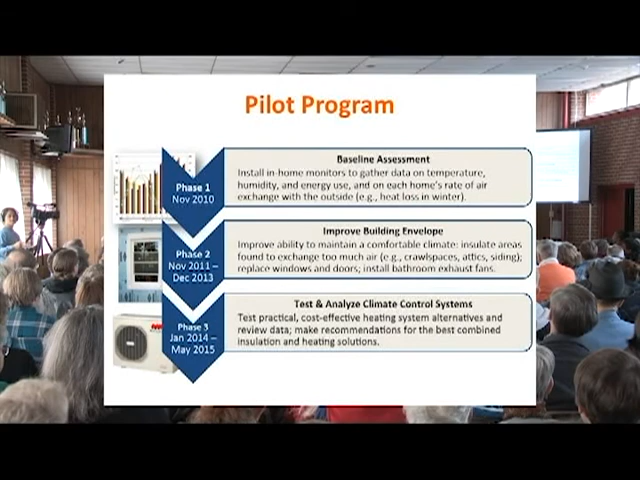 Pilot Program
Phase 1
Nov 2010
Baseline Assessment
Install in-home monitors to gather data on temperature,
humidity, and energy use, and on each home's rate of air
exchange with the outside (e.g., heat loss in winter).
Phase 2
Nov 2011 –
Dec 2013
Improve Building Envelope
Improve ability to maintain a comfortable climate: insulate areas
found to exchange too much air (e.g., crawlspaces, attics, siding);
replace windows and doors; install bathroom exhaust fans.
Phase 3
Jan 2014 –
May 2015
Test & Analyze Climate Control Systems
Test practical, cost-effective heating system alternatives and
review data; make recommendations for the best combined
insulation and heating solutions.